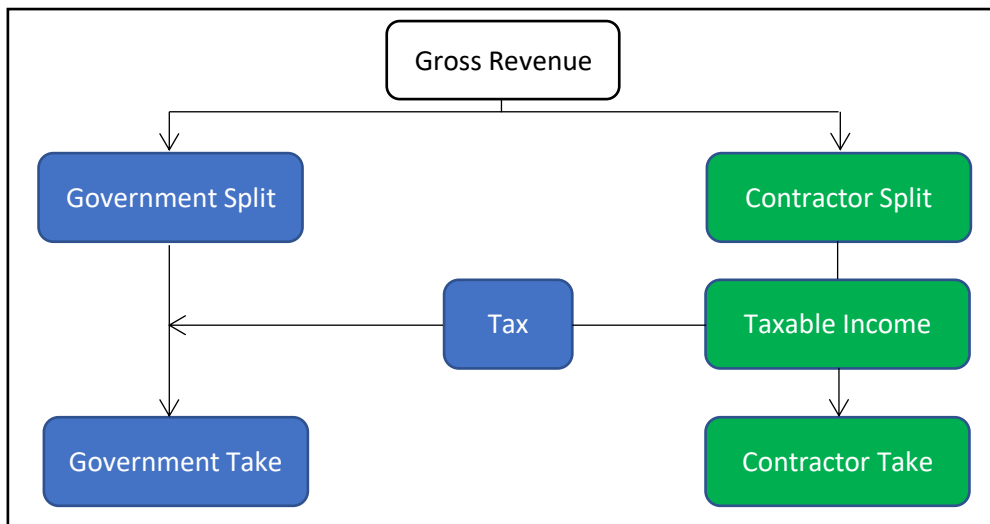 Gross Revenue
Government Split
Contractor Split
Tax
Taxable Income
Government Take
Contractor Take